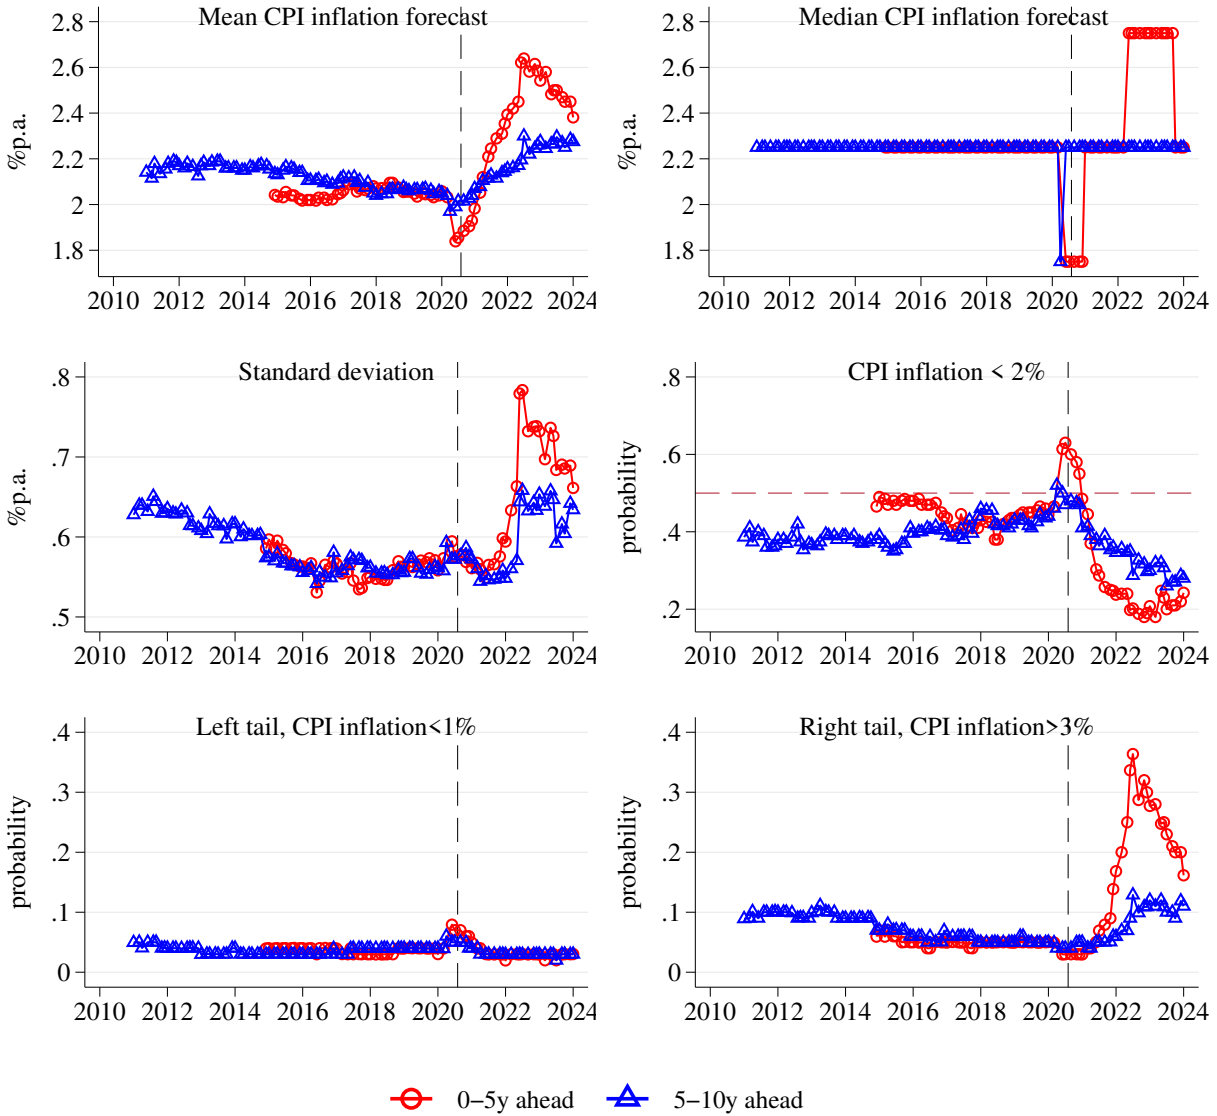 Mean CPI inflation forecast
%p.a.
2.8
2.6
2.4
2.2
2
1.8
2010 2012 2014 2016 2018 2020 2022 2024
Median CPI inflation forecast
%p.a.
2.8
2.6
2.4
2.2
2
1.8
2010 2012 2014 2016 2018 2020 2022 2024
Standard deviation
%p.a.
.8
.7
.6
.5
2010 2012 2014 2016 2018 2020 2022 2024
CPI inflation < 2%
probability
.8
.6
.4
.2
2010 2012 2014 2016 2018 2020 2022 2024
Left tail, CPI inflation<1%
probability
.4
.3
.2
.1
0
2010 2012 2014 2016 2018 2020 2022 2024
Right tail, CPI inflation>3%
probability
.4
.3
.2
.1
0
2010 2012 2014 2016 2018 2020 2022 2024
0−5y ahead 5−10y ahead